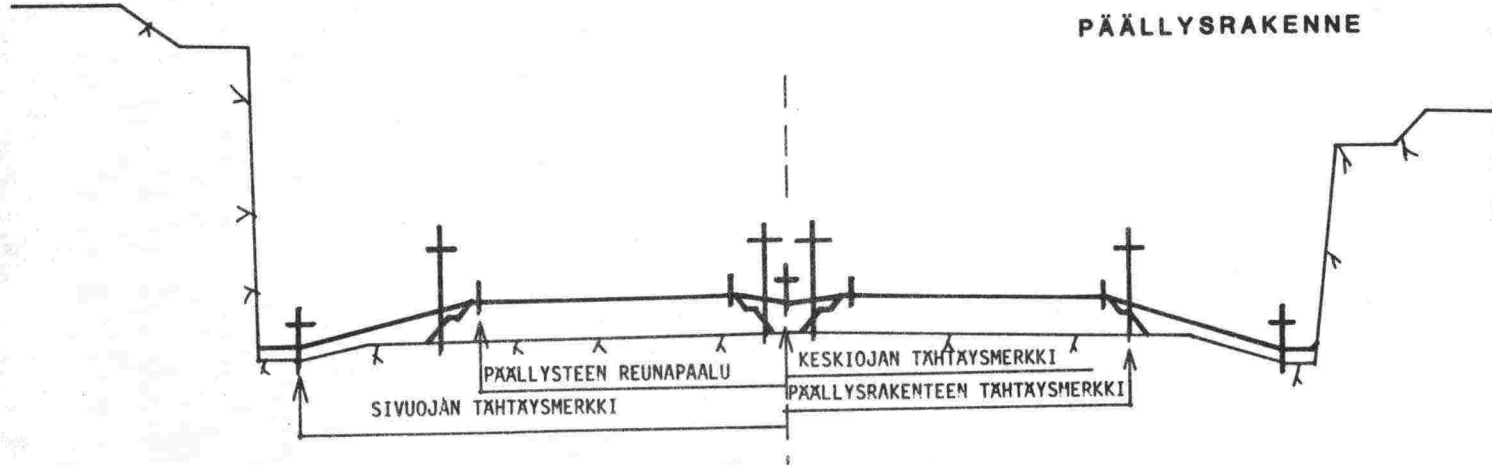 PÄÄLLYSRAKENNE
KESKIOJAN TÄHTÄYSMERKKI
PÄÄLLYSTEEN REUNAPAALU
PÄÄLLYSRAKENTEEN TÄHTÄYSMERKKI
SIVUOJAN TÄHTÄYSMERKKI